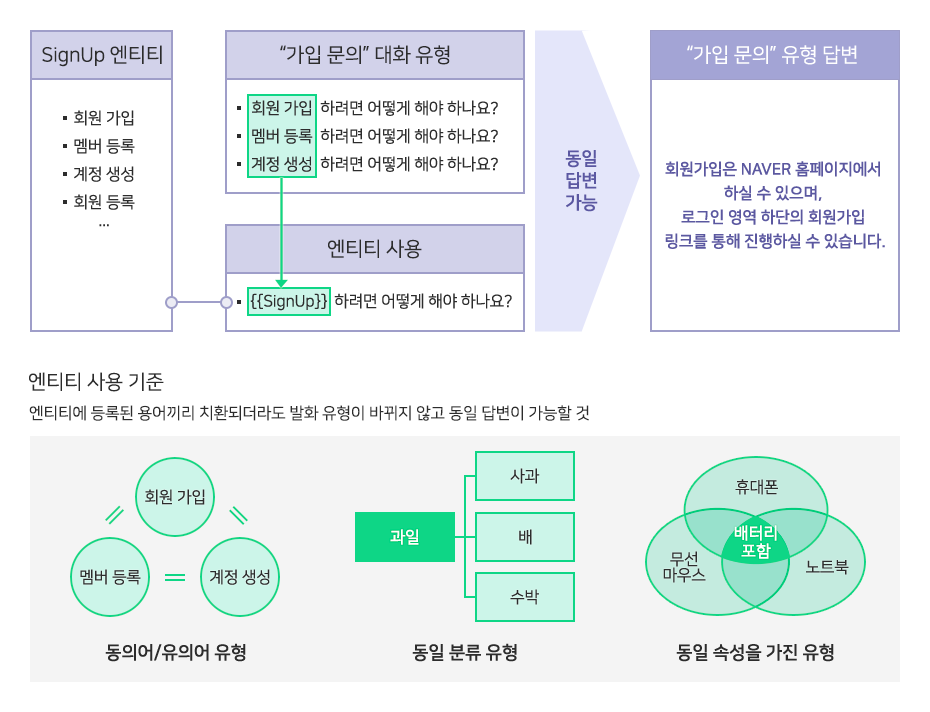 SignUp 엔티티
▪ 회원 가입
▪ 멤버 등록
▪ 계정 생성
▪ 회원 등록
...
“가입 문의” 대화 유형
▪ 회원 가입 하려면 어떻게 해야 하나요?
▪ 멤버 등록 하려면 어떻게 해야 하나요?
▪ 계정 생성 하려면 어떻게 해야 하나요?
엔티티 사용
▪ {{SignUp}} 하려면 어떻게 해야 하나요?
동일
답변
가능
“가입 문의” 유형 답변
회원가입은 NAVER 홈페이지에서
하실 수 있으며,
로그인 영역 하단의 회원가입
링크를 통해 진행하실 수 있습니다.
엔티티 사용 기준
엔티티에 등록된 용어끼리 치환되더라도 발화 유형이 바뀌지 않고 동일 답변이 가능할 것
회원 가입
멤버 등록
계정 생성
동의어/유의어 유형
과일
사과
배
수박
동일 분류 유형
휴대폰
배터리
포함
무선
마우스
노트북
동일 속성을 가진 유형